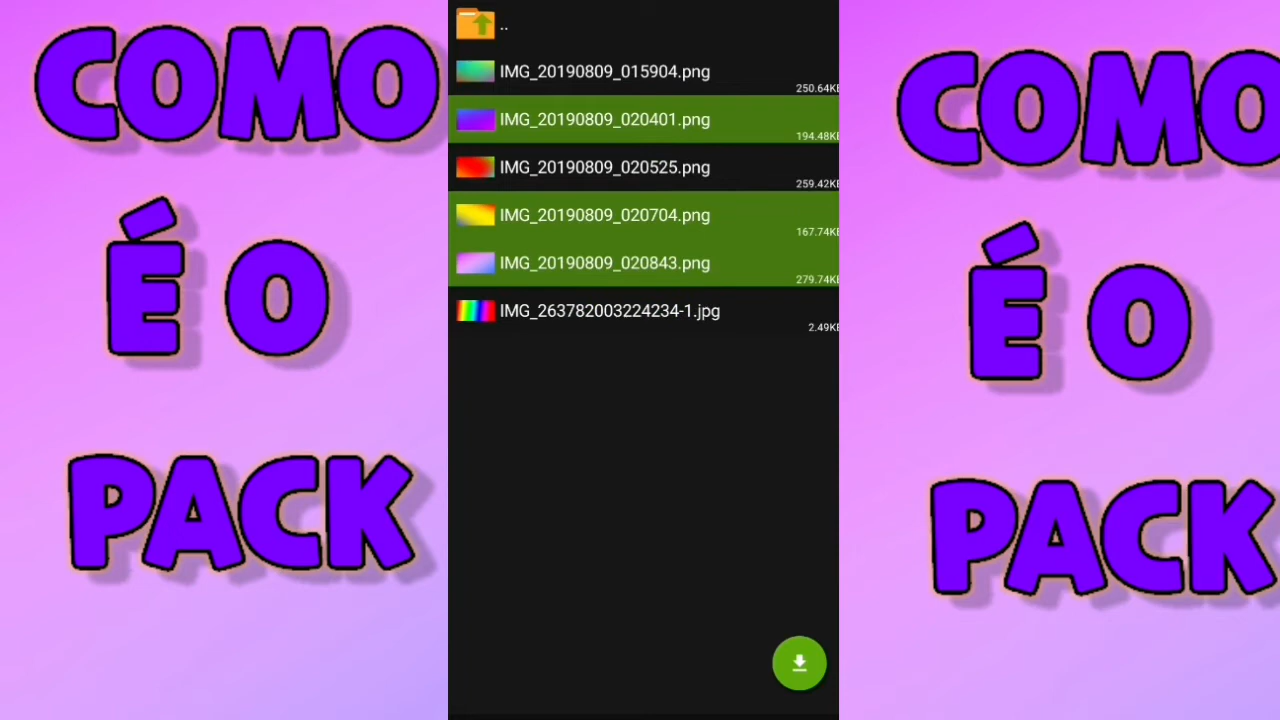 COMO
É O
PACK
..
IMG_20190809_015904.png
250.64KB
IMG_20190809_020401.png
194.48KB
IMG_20190809_020525.png
259.42KB
IMG_20190809_020704.png
167.74KB
IMG_20190809_020843.png
279.74KB
IMG_263782003224234-1.jpg
2.49KB
COMO
É O
PACK